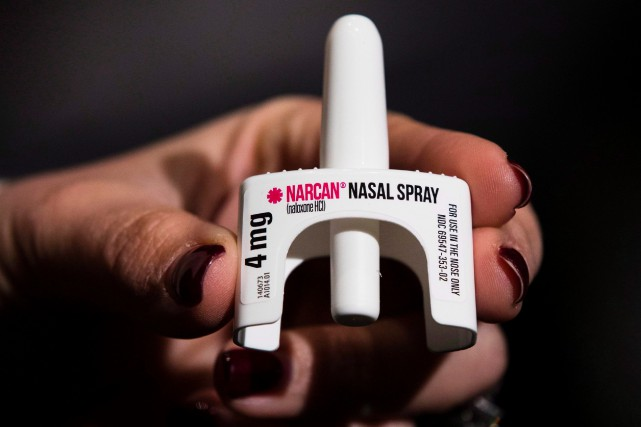 NARCAN® NASAL SPRAY
(naloxone HCl)
4 mg
FOR USE IN THE NOSE ONLY
NDC 69547-353-02